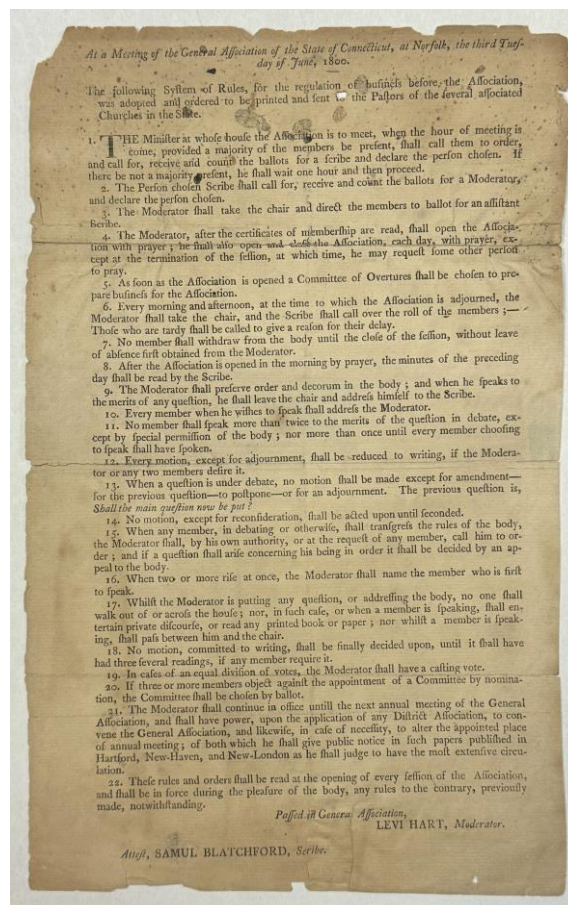 At a Meeting of the General Aſſociation of the State of Connecticut, at Norfolk, the third Tueſ-
day of June, 1800.
The following Syſtem of Rules, for the regulation of buſineſs before the Aſſociation,
was adopted and ordered to be printed and ſent to the Paſtors of the ſeveral aſſociated
Churches in the State.
1. THE Miniſter at whoſe houſe the Aſſociation is to meet, when the hour of meeting is
come, provided a majority of the members be preſent, ſhall call them to order,
and call for, receive and count the ballots for a ſcribe and declare the perſon choſen. If
there be not a majority preſent, he ſhall wait one hour and then proceed.
2. The Perſon choſen Scribe ſhall call for, receive and count the ballots for a Moderator,
and declare the perſon choſen.
3. The Moderator ſhall take the chair and direct the members to ballot for an aſſiſtant
Scribe.
4. The Moderator, after the certificates of memberſhip are read, ſhall open the Aſſocia-
tion with prayer ; he ſhall alſo open and cloſe the Aſſociation, each day, with prayer, ex-
cept at the termination of the ſeſſion, at which time, he may requeſt ſome other perſon
to pray.
5. As ſoon as the Aſſociation is opened a Committee of Overtures ſhall be choſen to pre-
pare buſineſs for the Aſſociation.
6. Every morning and afternoon, at the time to which the Aſſociation is adjourned, the
Moderator ſhall take the chair, and the Scribe ſhall call over the roll of the members ;—
Thoſe who are tardy ſhall be called to give a reaſon for their delay.
7. No member ſhall withdraw from the body until the cloſe of the ſeſſion, without leave
of abſence firſt obtained from the Moderator.
8. After the Aſſociation is opened in the morning by prayer, the minutes of the preceding
day ſhall be read by the Scribe.
9. The Moderator ſhall preſerve order and decorum in the body ; and when he ſpeaks to
the merits of any queſtion, he ſhall leave the chair and addreſs himſelf to the Scribe.
10. Every member when he wiſhes to ſpeak ſhall addreſs the Moderator.
11. No member ſhall ſpeak more than twice to the merits of the queſtion in debate, ex-
cept by ſpecial permiſſion of the body ; nor more than once until every member chooſing
to ſpeak ſhall have ſpoken.
12. Every motion, except for adjournment, ſhall be reduced to writing, if the Modera-
tor or any two members deſire it.
13. When a queſtion is under debate, no motion ſhall be made except for amendment—
for the previous queſtion—to poſtpone—or for an adjournment. The previous queſtion is,
Shall the main queſtion now be put ?
14. No motion, except for reconſideration, ſhall be acted upon until ſeconded.
15. When any member, in debating or otherwiſe, ſhall tranſgreſs the rules of the body,
the Moderator ſhall, by his own authority, or at the requeſt of any member, call him to or-
der ; and if a queſtion ſhall ariſe concerning his being in order it ſhall be decided by an ap-
peal to the body.
16. When two or more riſe at once, the Moderator ſhall name the member who is firſt
to ſpeak.
17. Whilſt the Moderator is putting any queſtion, or addreſſing the body, no one ſhall
walk out of or acroſs the houſe ; nor, in ſuch caſe, or when a member is ſpeaking, ſhall en-
tertain private diſcourſe, or read any printed book or paper ; nor whilſt a member is ſpeak-
ing, ſhall paſs between him and the chair.
18. No motion, committed to writing, ſhall be finally decided upon, until it ſhall have
had three ſeveral readings, if any member require it.
19. In caſes of an equal diviſion of votes, the Moderator ſhall have a caſting vote.
20. If three or more members object againſt the appointment of a Committee by nomina-
tion, the Committee ſhall be choſen by ballot.
21. The Moderator ſhall continue in office untill the next annual meeting of the General
Aſſociation, and ſhall have power, upon the application of any Diſtrict Aſſociation, to con-
vene the General Aſſociation, and likewiſe, in caſe of neceſſity, to alter the appointed place
of annual meeting ; of both which he ſhall give public notice in ſuch papers publiſhed in
Hartford, New-Haven, and New-London as he ſhall judge to have the moſt extenſive circu-
lation.
22. Theſe rules and orders ſhall be read at the opening of every ſeſſion of the Aſſociation,
and ſhall be in force during the pleaſure of the body, any rules to the contrary, previouſly
made, notwithſtanding.
Paſſed in General Aſſociation,
LEVI HART, Moderator.
Atteſt, SAMUL BLATCHFORD, Scribe.